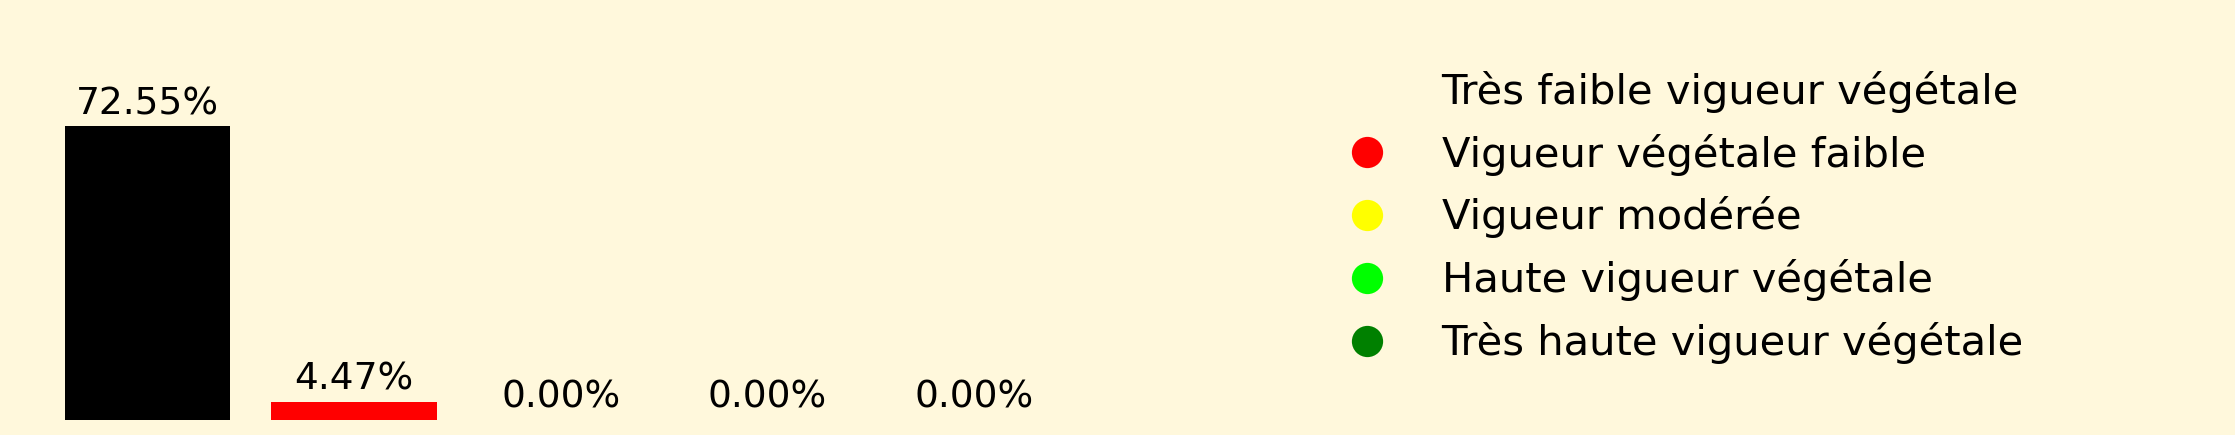 72.55%
4.47%
0.00%
0.00%
0.00%
Très faible vigueur végétale
Vigueur végétale faible
Vigueur modérée
Haute vigueur végétale
Très haute vigueur végétale